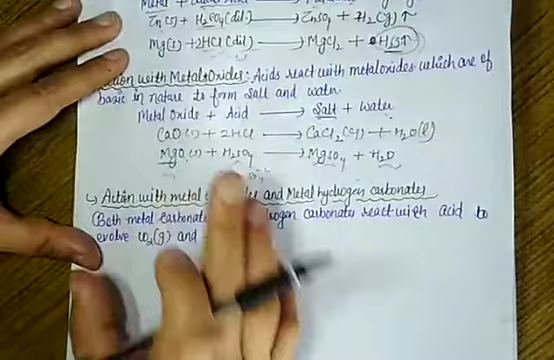 Metal +
Zn(s) + H2SO4(dil) → ZnSO4 + H2(g)↑
Mg(s) + 2HCl(dil) → MgCl2 + H2↑
Action with Metal Oxides: Acids react with metaloxides which are of
basic in nature to form Salt and water
Metal Oxide + Acid → Salt + Water
CaO(s) + 2HCl → CaCl2(s) + H2O(l)
MgO(s) + H2SO4 → MgSO4 + H2O
↳ Action with metal and Metal hydrogen carbonates
(Both metal carbonate hydrogen carbonates react with acid to
evolve CO2(g) and